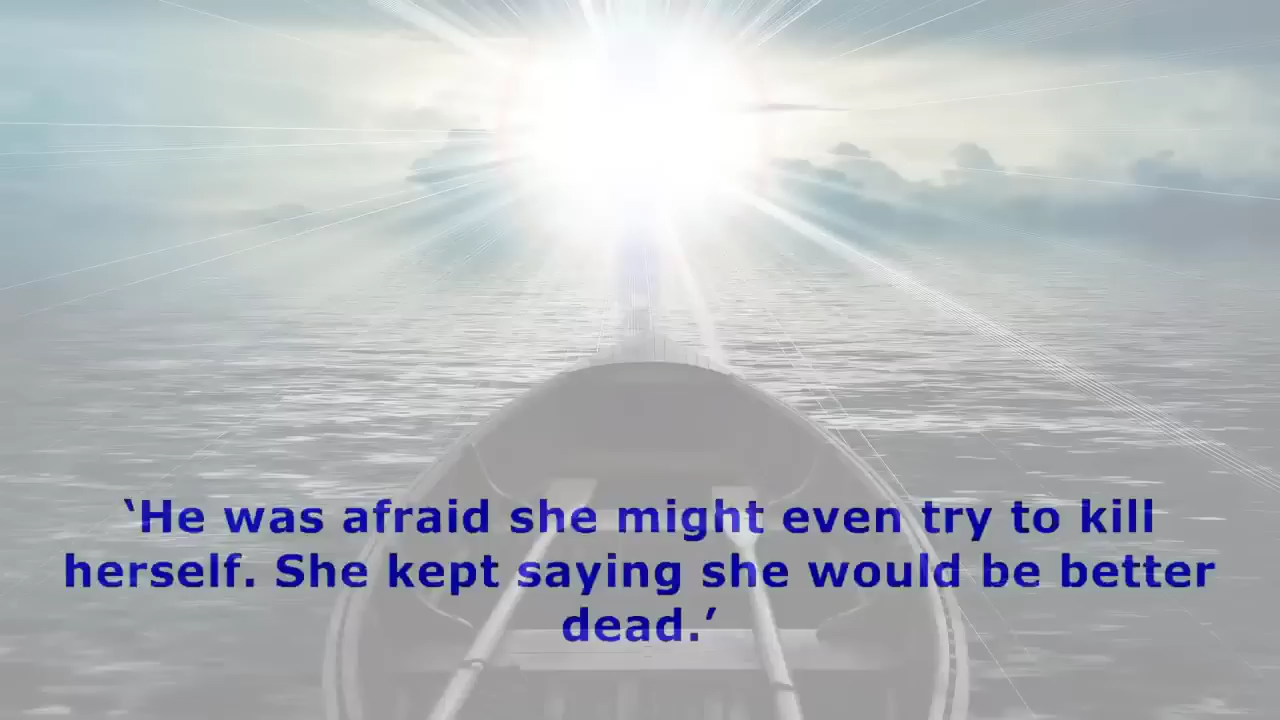 ‘He was afraid she might even try to kill
herself. She kept saying she would be better
dead.’